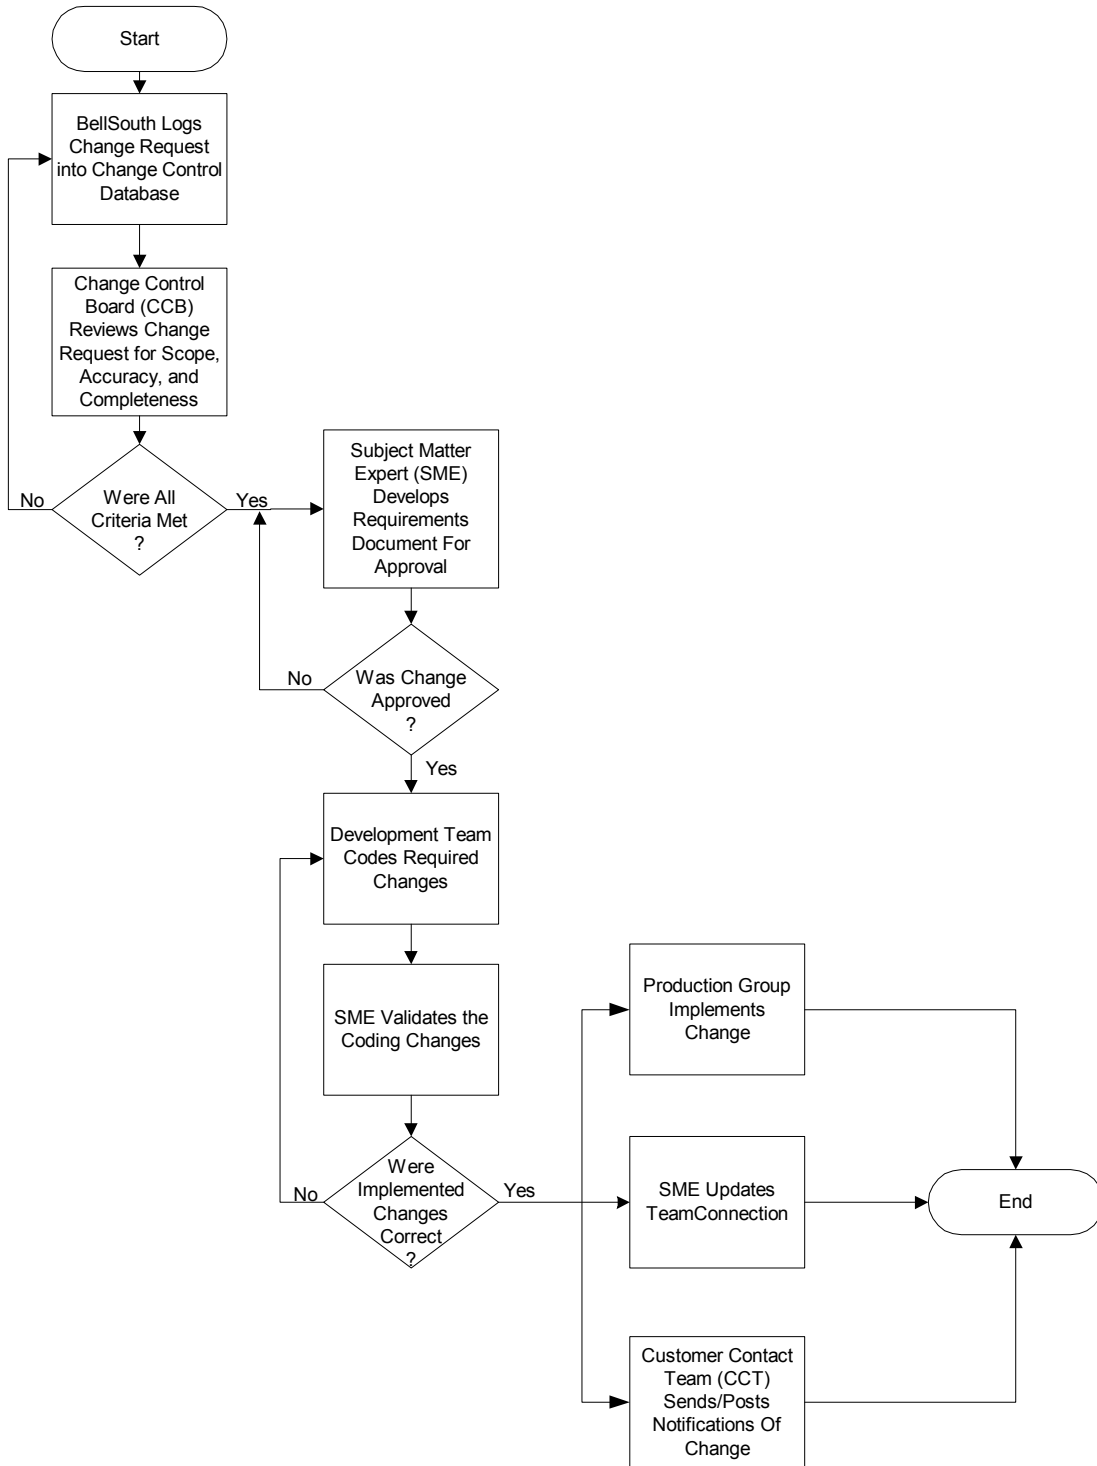 Start
BellSouth Logs
Change Request
into Change Control
Database
Change Control
Board (CCB)
Reviews Change
Request for Scope,
Accuracy, and
Completeness
No
Were All
Criteria Met
?
Yes
Subject Matter
Expert (SME)
Develops
Requirements
Document For
Approval
No
Was Change
Approved
?
Yes
Development Team
Codes Required
Changes
SME Validates the
Coding Changes
No
Were
Implemented
Changes
Correct
?
Yes
Production Group
Implements
Change
SME Updates
TeamConnection
End
Customer Contact
Team (CCT)
Sends/Posts
Notifications Of
Change